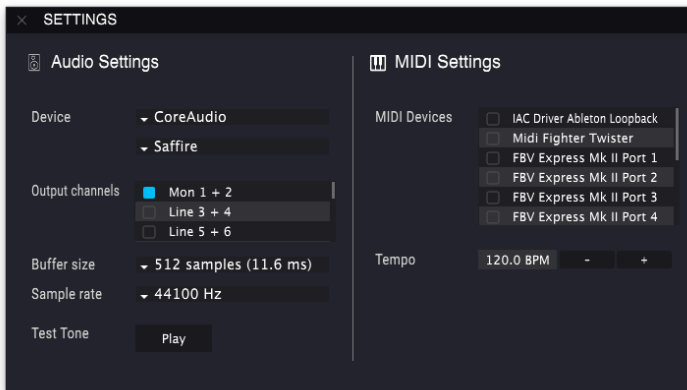 SETTINGS
Audio Settings
Device
CoreAudio
Saffire
Output channels
Mon 1 + 2
Line 3 + 4
Line 5 + 6
Buffer size
512 samples (11.6 ms)
Sample rate
44100 Hz
Test Tone
Play
MIDI Settings
MIDI Devices
IAC Driver Ableton Loopback
Midi Fighter Twister
FBV Express Mk II Port 1
FBV Express Mk II Port 2
FBV Express Mk II Port 3
FBV Express Mk II Port 4
Tempo
120.0 BPM - +